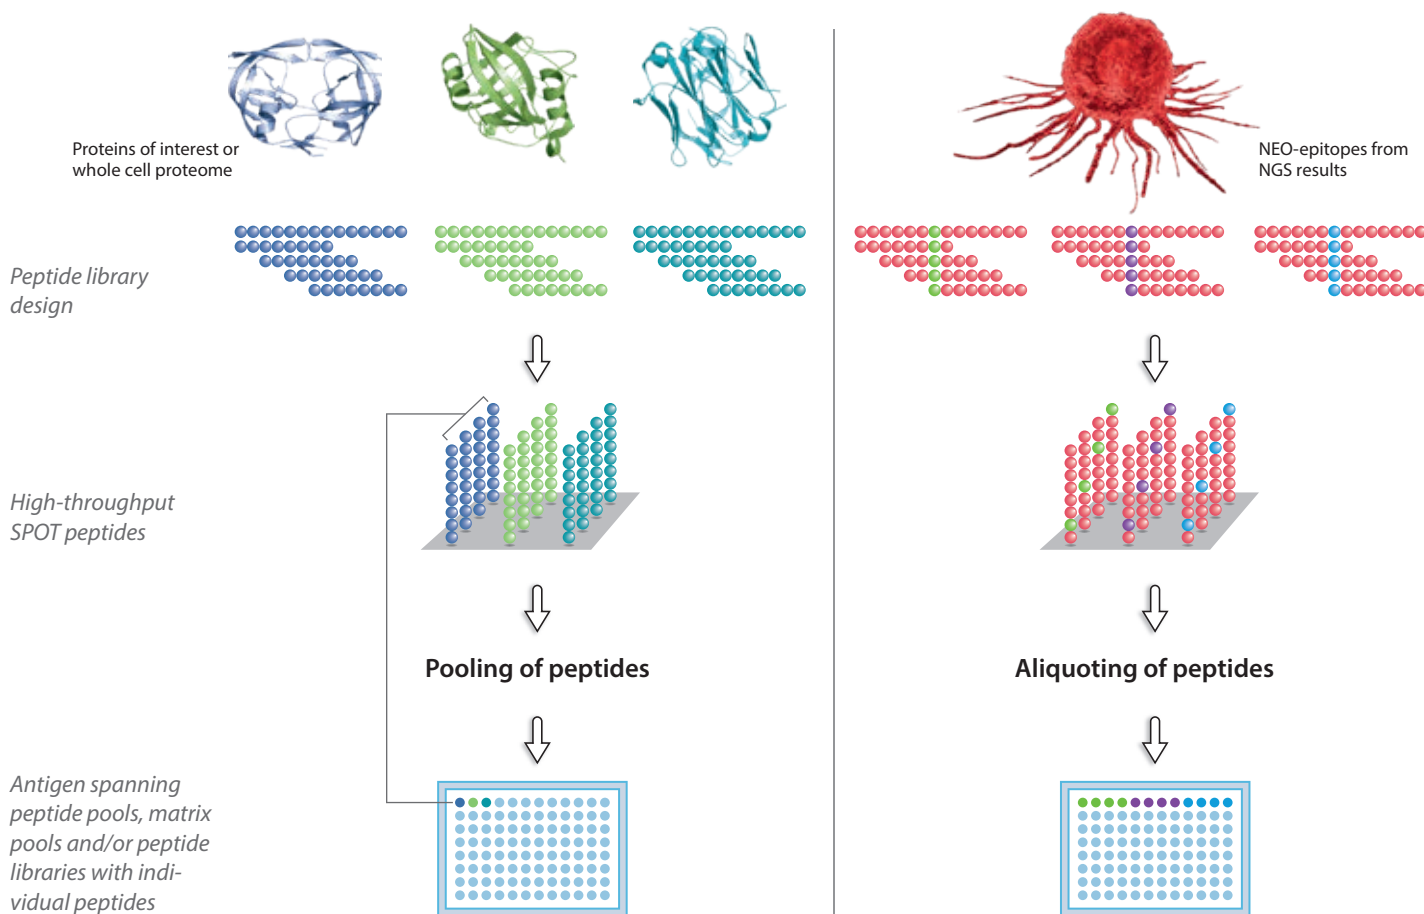 Proteins of interest or
whole cell proteome
NEO-epitopes from
NGS results
Peptide library
design
High-throughput
SPOT peptides
Pooling of peptides
Aliquoting of peptides
Antigen spanning
peptide pools, matrix
pools and/or peptide
libraries with indi-
vidual peptides